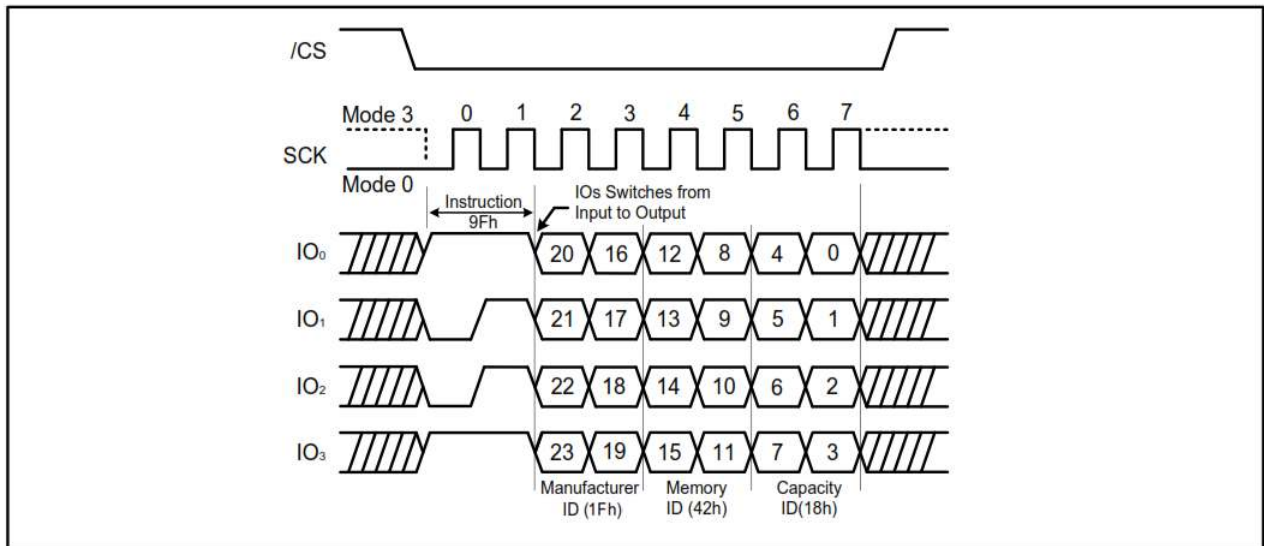 /CS
Mode 3 0 1 2 3 4 5 6 7
SCK
Mode 0
Instruction
9Fh
IOs Switches from
Input to Output
IO₀ 20 16 12 8 4 0
IO₁ 21 17 13 9 5 1
IO₂ 22 18 14 10 6 2
IO₃ 23 19 15 11 7 3
Manufacturer
ID (1Fh)
Memory
ID (42h)
Capacity
ID(18h)